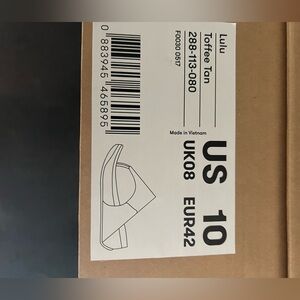 Lulu
Toffee Tan
288-113-080
F0030 0517
0 883945 465895
Made in Vietnam
US 10
UK08 EUR42